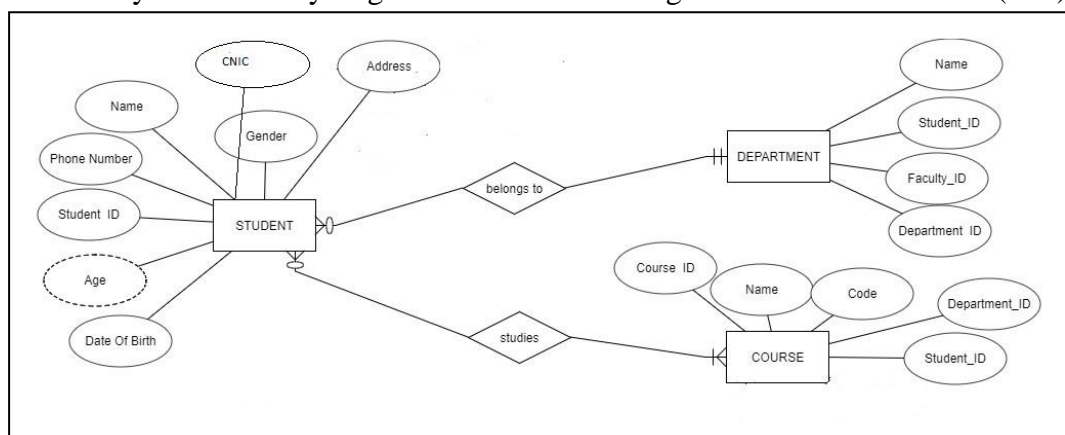 CNIC
Address
Name
Name
Gender
Student_ID
Phone Number
DEPARTMENT
Faculty_ID
belongs to
Student ID
STUDENT
Department ID
Course ID
Age
Name
Code
Department_ID
Date Of Birth
studies
COURSE
Student_ID